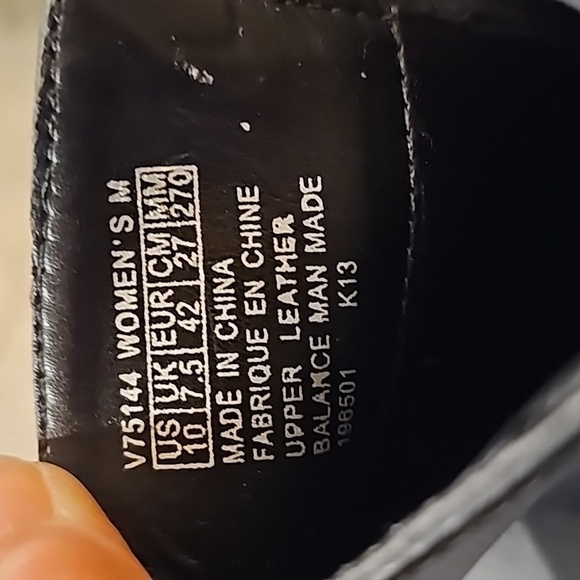 V75144 WOMEN'S M
US UK EUR CM MM
10 7.5 42 27 270
MADE IN CHINA
FABRIQUE EN CHINE
UPPER LEATHER
BALANCE MAN MADE
196501 K13